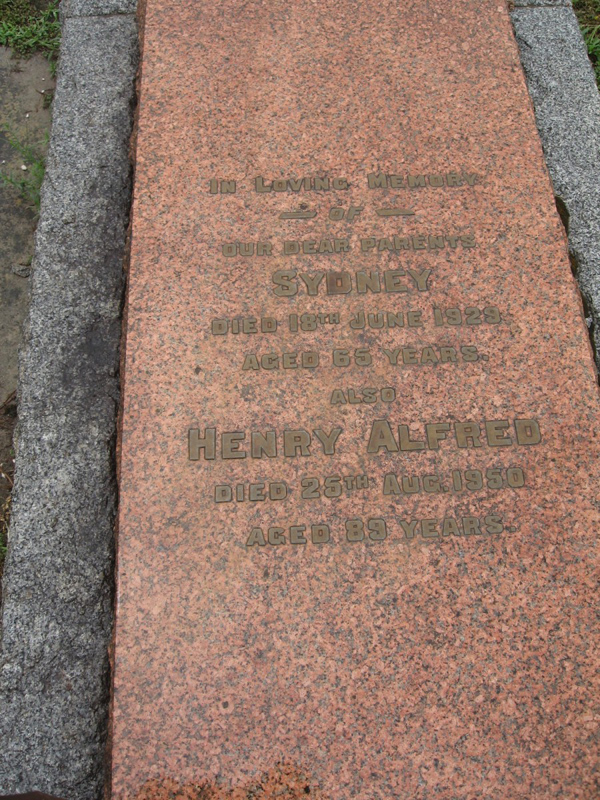 IN LOVING MEMORY
OF
OUR DEAR PARENTS
SYDNEY
DIED 18TH JUNE 1929.
AGED 65 YEARS.
ALSO
HENRY ALFRED
DIED 25TH AUG. 1950
AGED 89 YEARS.